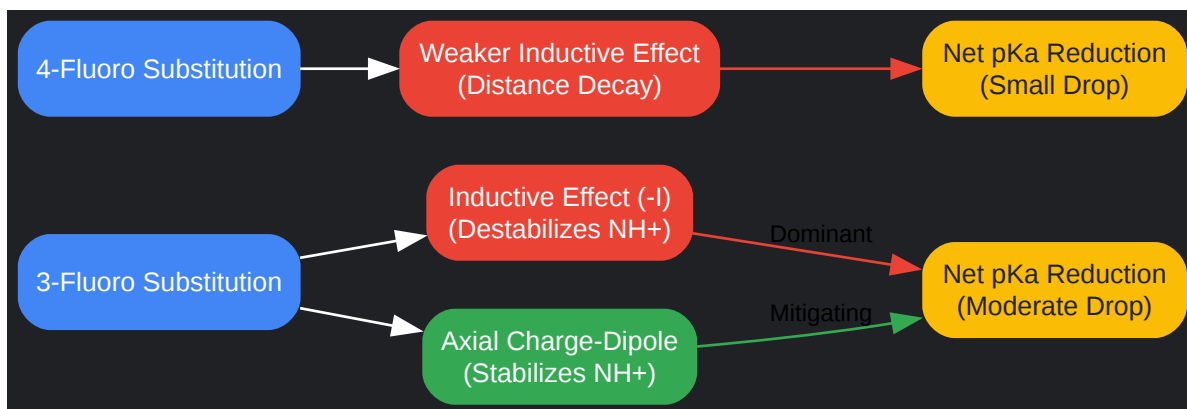 4-Fluoro Substitution
Weaker Inductive Effect
(Distance Decay)
Net pKa Reduction
(Small Drop)
3-Fluoro Substitution
Inductive Effect (-I)
(Destabilizes NH+)
Dominant
Axial Charge-Dipole
(Stabilizes NH+)
Mitigating
Net pKa Reduction
(Moderate Drop)